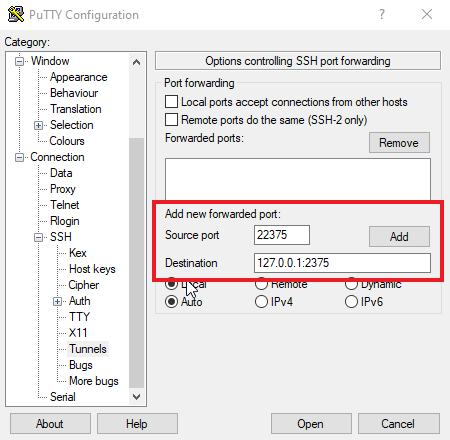 PuTTY Configuration
?
Category:
Window
Appearance
Behaviour
Translation
Selection
Colours
Connection
Data
Proxy
Telnet
Rlogin
SSH
Kex
Host keys
Cipher
Auth
TTY
X11
Tunnels
Bugs
More bugs
Serial
Options controlling SSH port forwarding
Port forwarding
Local ports accept connections from other hosts
Remote ports do the same (SSH-2 only)
Forwarded ports:
Remove
Add new forwarded port:
Source port 22375 Add
Destination 127.0.0.1:2375
Local Remote Dynamic
Auto IPv4 IPv6
About Help Open Cancel